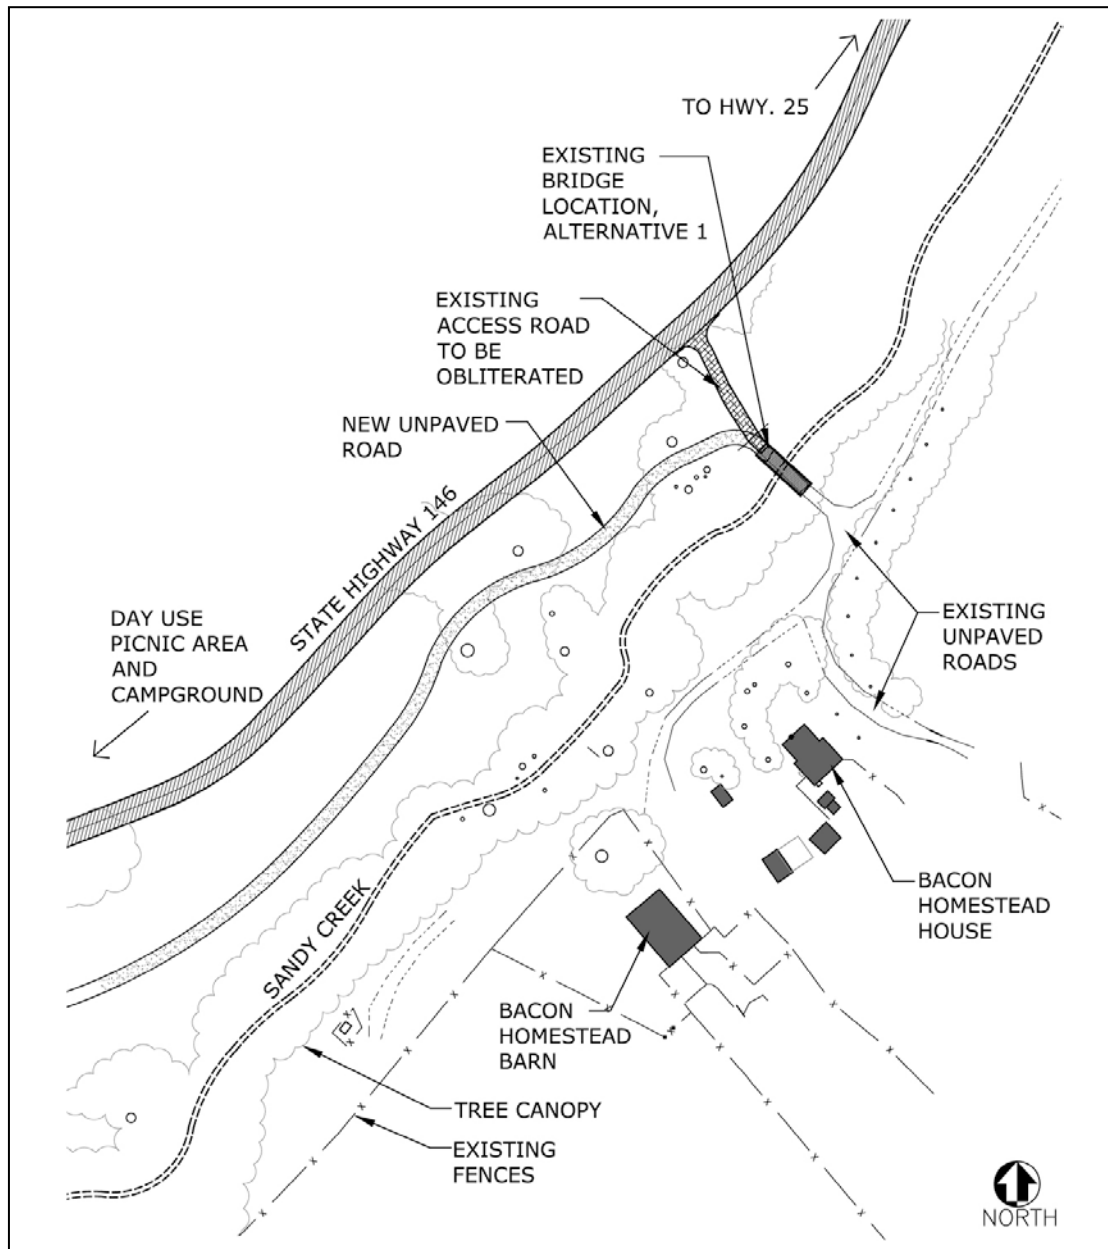 TO HWY. 25
EXISTING
BRIDGE
LOCATION,
ALTERNATIVE 1
EXISTING
ACCESS ROAD
TO BE
OBLITERATED
NEW UNPAVED
ROAD
STATE HIGHWAY 146
DAY USE
PICNIC AREA
AND
CAMPGROUND
EXISTING
UNPAVED
ROADS
SANDY CREEK
BACON
HOMESTEAD
HOUSE
BACON
HOMESTEAD
BARN
TREE CANOPY
EXISTING
FENCES
NORTH